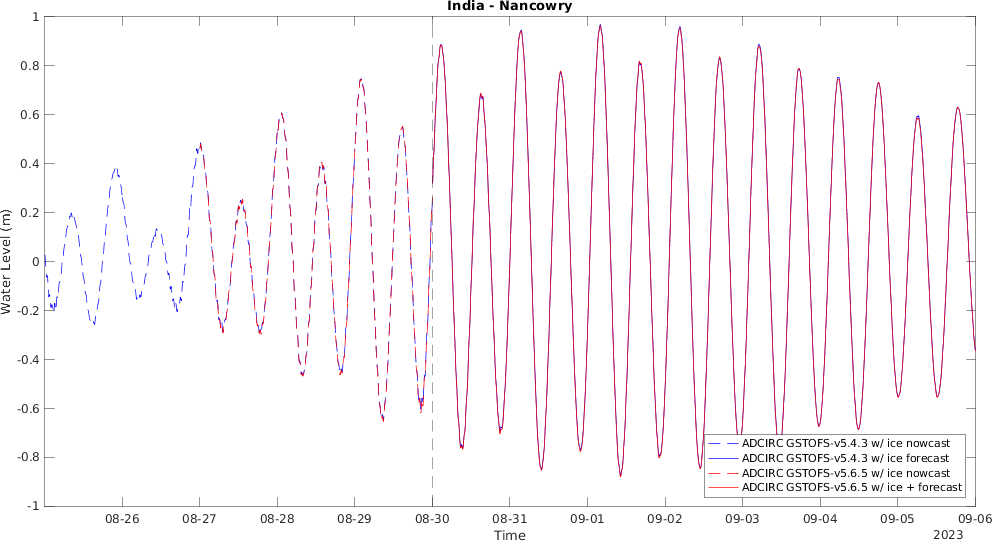 India - Nancowry
Water Level (m)
1
0.8
0.6
0.4
0.2
0
-0.2
-0.4
-0.6
-0.8
-1
ADCIRC GSTOFS-v5.4.3 w/ ice nowcast
ADCIRC GSTOFS-v5.4.3 w/ ice forecast
ADCIRC GSTOFS-v5.6.5 w/ ice nowcast
ADCIRC GSTOFS-v5.6.5 w/ ice + forecast
08-26 08-27 08-28 08-29 08-30 08-31 09-01 09-02 09-03 09-04 09-05 09-06
Time
2023